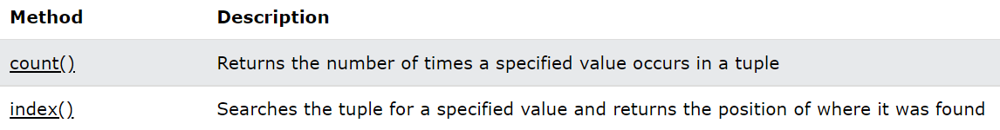 Method Description
count() Returns the number of times a specified value occurs in a tuple
index() Searches the tuple for a specified value and returns the position of where it was found